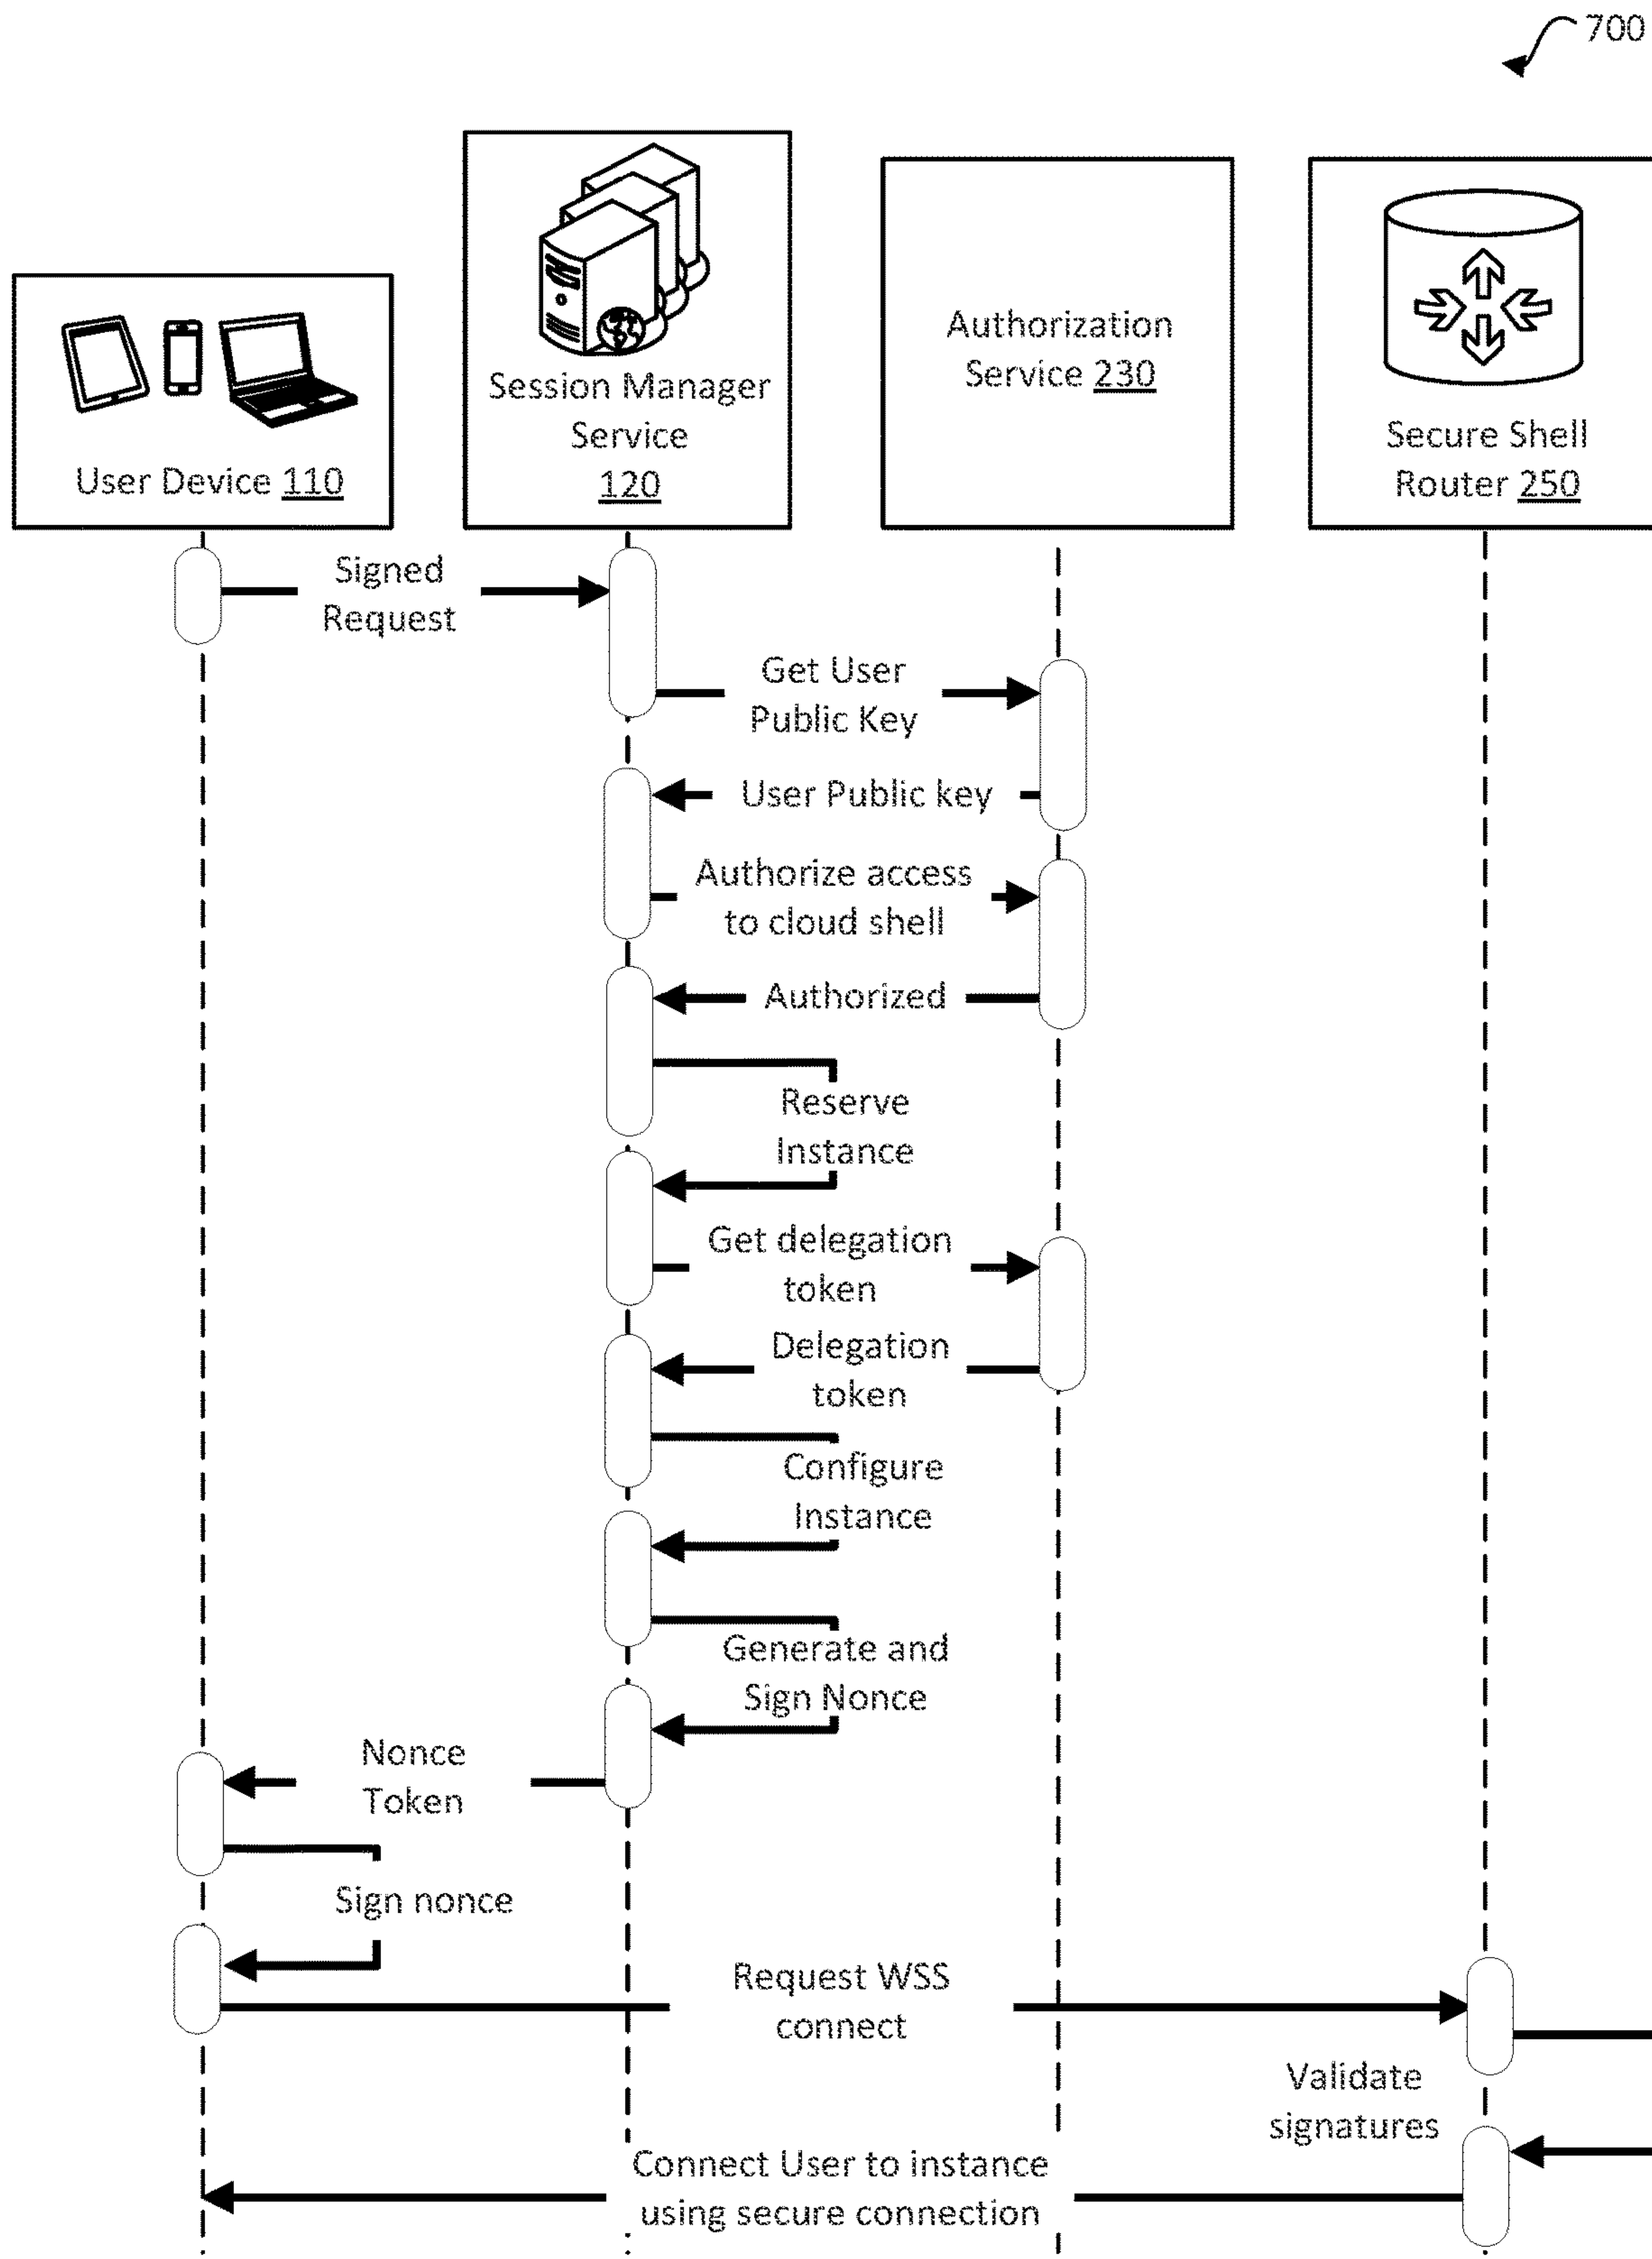 700
User Device 110
Session Manager
Service
120
Authorization
Service 230
Secure Shell
Router 250
Signed
Request
Get User
Public Key
User Public key
Authorize access
to cloud shell
Authorized
Reserve
Instance
Get delegation
token
Delegation
token
Configure
Instance
Generate and
Sign Nonce
Nonce
Token
Sign nonce
Request WSS
connect
Validate
signatures
Connect User to instance
using secure connection